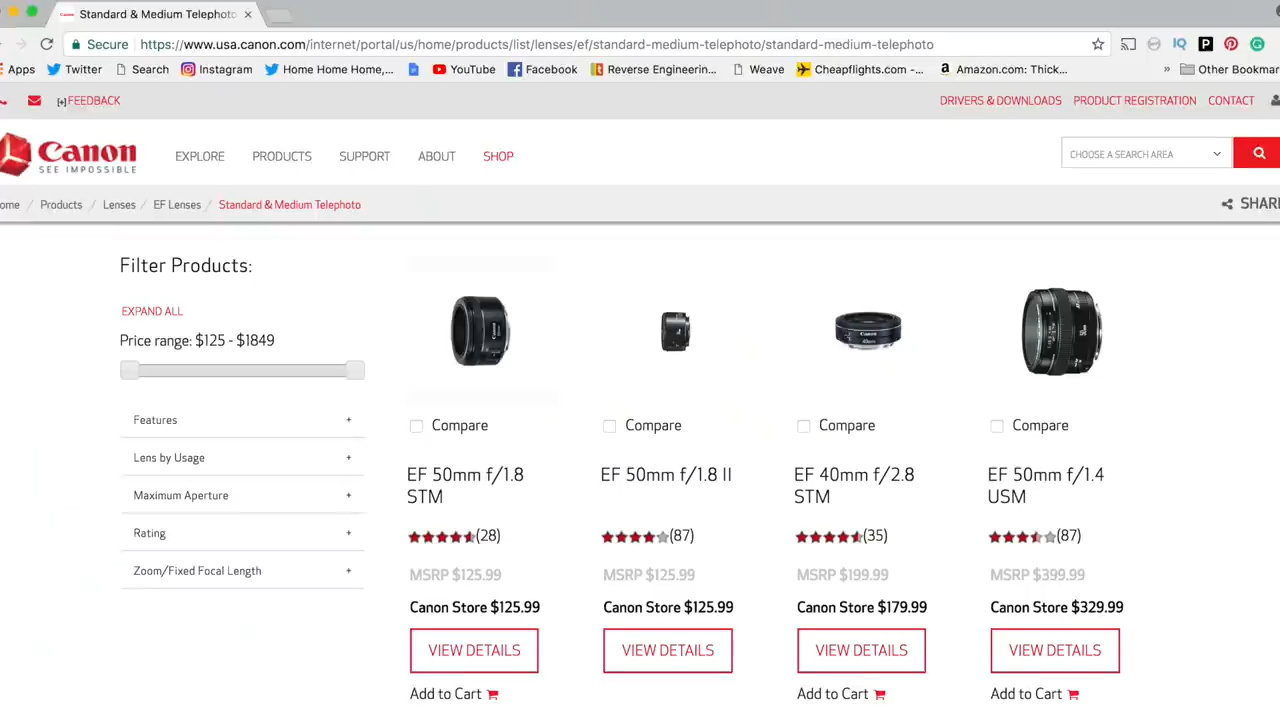 Standard & Medium Telephoto
Secure https://www.usa.canon.com/internet/portal/us/home/products/list/lenses/ef/standard-medium-telephoto/standard-medium-telephoto
Apps Twitter Search Instagram Home Home Home,... YouTube Facebook Reverse Engineerin... Weave Cheapflights.com -... Amazon.com: Thick... » Other Bookmar
[+]FEEDBACK DRIVERS & DOWNLOADS PRODUCT REGISTRATION CONTACT
Canon
SEE IMPOSSIBLE
EXPLORE PRODUCTS SUPPORT ABOUT SHOP CHOOSE A SEARCH AREA
ome / Products / Lenses / EF Lenses / Standard & Medium Telephoto SHARE
Filter Products:
EXPAND ALL
Price range: $125 - $1849
Features +
Lens by Usage +
Maximum Aperture +
Rating +
Zoom/Fixed Focal Length +
Compare Compare Compare Compare
EF 50mm f/1.8 STM
EF 50mm f/1.8 II
EF 40mm f/2.8 STM
EF 50mm f/1.4 USM
(28) (87) (35) (87)
MSRP $125.99 MSRP $125.99 MSRP $199.99 MSRP $399.99
Canon Store $125.99 Canon Store $125.99 Canon Store $179.99 Canon Store $329.99
VIEW DETAILS VIEW DETAILS VIEW DETAILS VIEW DETAILS
Add to Cart Add to Cart Add to Cart